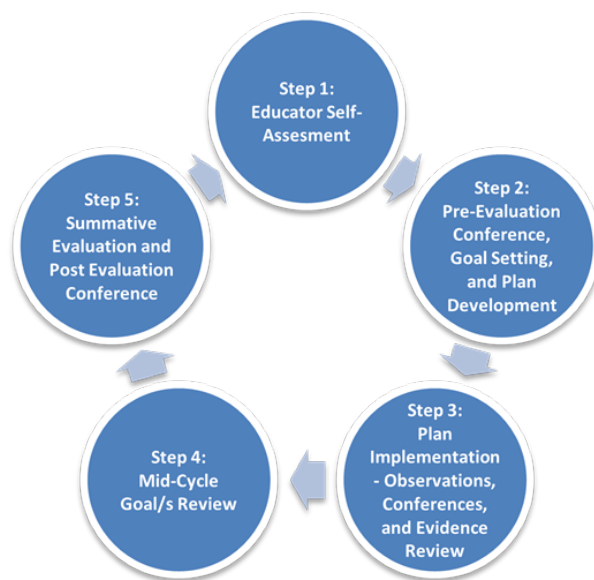 Step 1:
Educator Self-
Assesment
Step 2:
Pre-Evaluation
Conference,
Goal Setting,
and Plan
Development
Step 3:
Plan
Implementation
- Observations,
Conferences,
and Evidence
Review
Step 4:
Mid-Cycle
Goal/s Review
Step 5:
Summative
Evaluation and
Post Evaluation
Conference